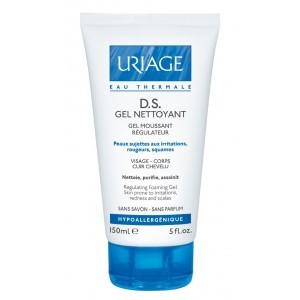 URIAGE
EAU THERMALE
D.S.
GEL NETTOYANT
GEL MOUSSANT
RÉGULATEUR
Peaux sujettes aux irritations,
rougeurs, squames
VISAGE - CORPS
CUIR CHEVELU
Nettoie, purifie, assainit
Regulating Foaming Gel
Skin prone to irritations,
redness and scales
SANS SAVON - SANS PARFUM
HYPOALLERGÉNIQUE
150ml e 5 fl.oz.